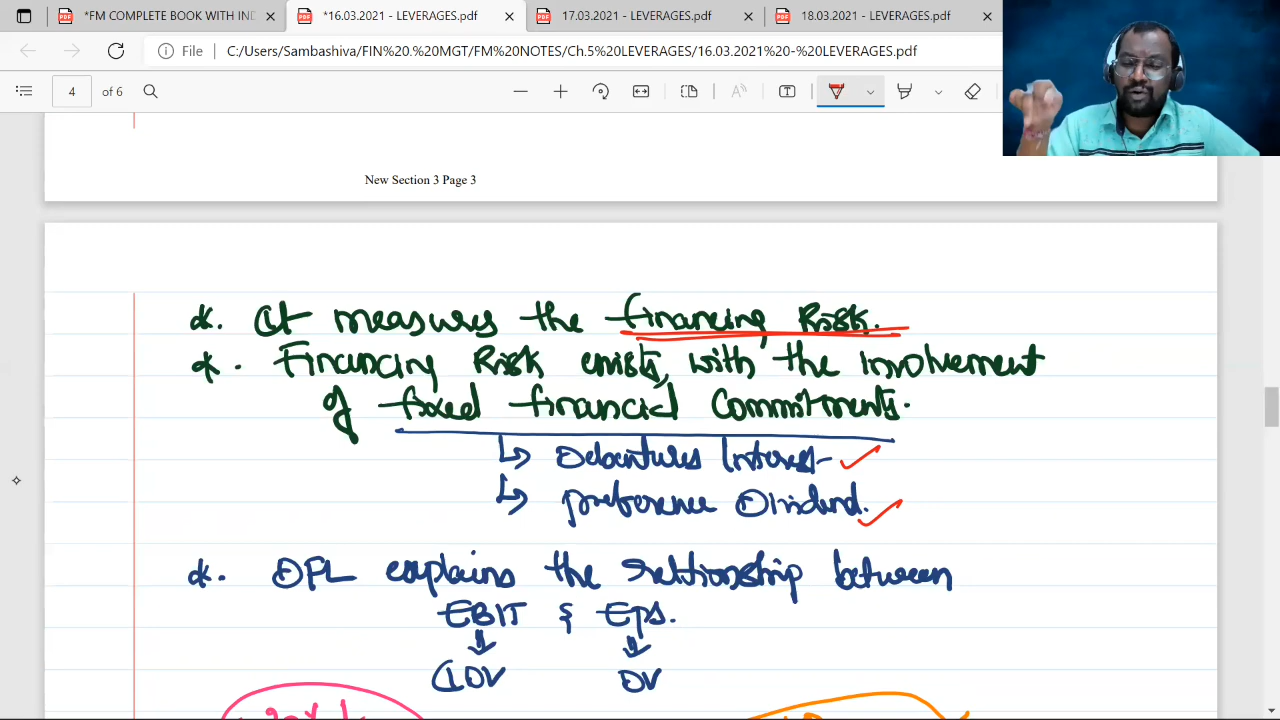 *FM COMPLETE BOOK WITH IND
*16.03.2021 - LEVERAGES.pdf
17.03.2021 - LEVERAGES.pdf
18.03.2021 - LEVERAGES.pdf
File
C:/Users/Sambashiva/FIN%20.%20MGT/FM%20NOTES/Ch.5%20LEVERAGES/16.03.2021%20-%20LEVERAGES.pdf
4 of 6
New Section 3 Page 3
*. It measures the financing Risk.
*. Financing Risk exists, with the involvement
of fixed financial Commitments.
↳ Debentures Interest
↳ preference Dividend.
*. DFL explains the relationship between
EBIT & Eps.
IDV DV